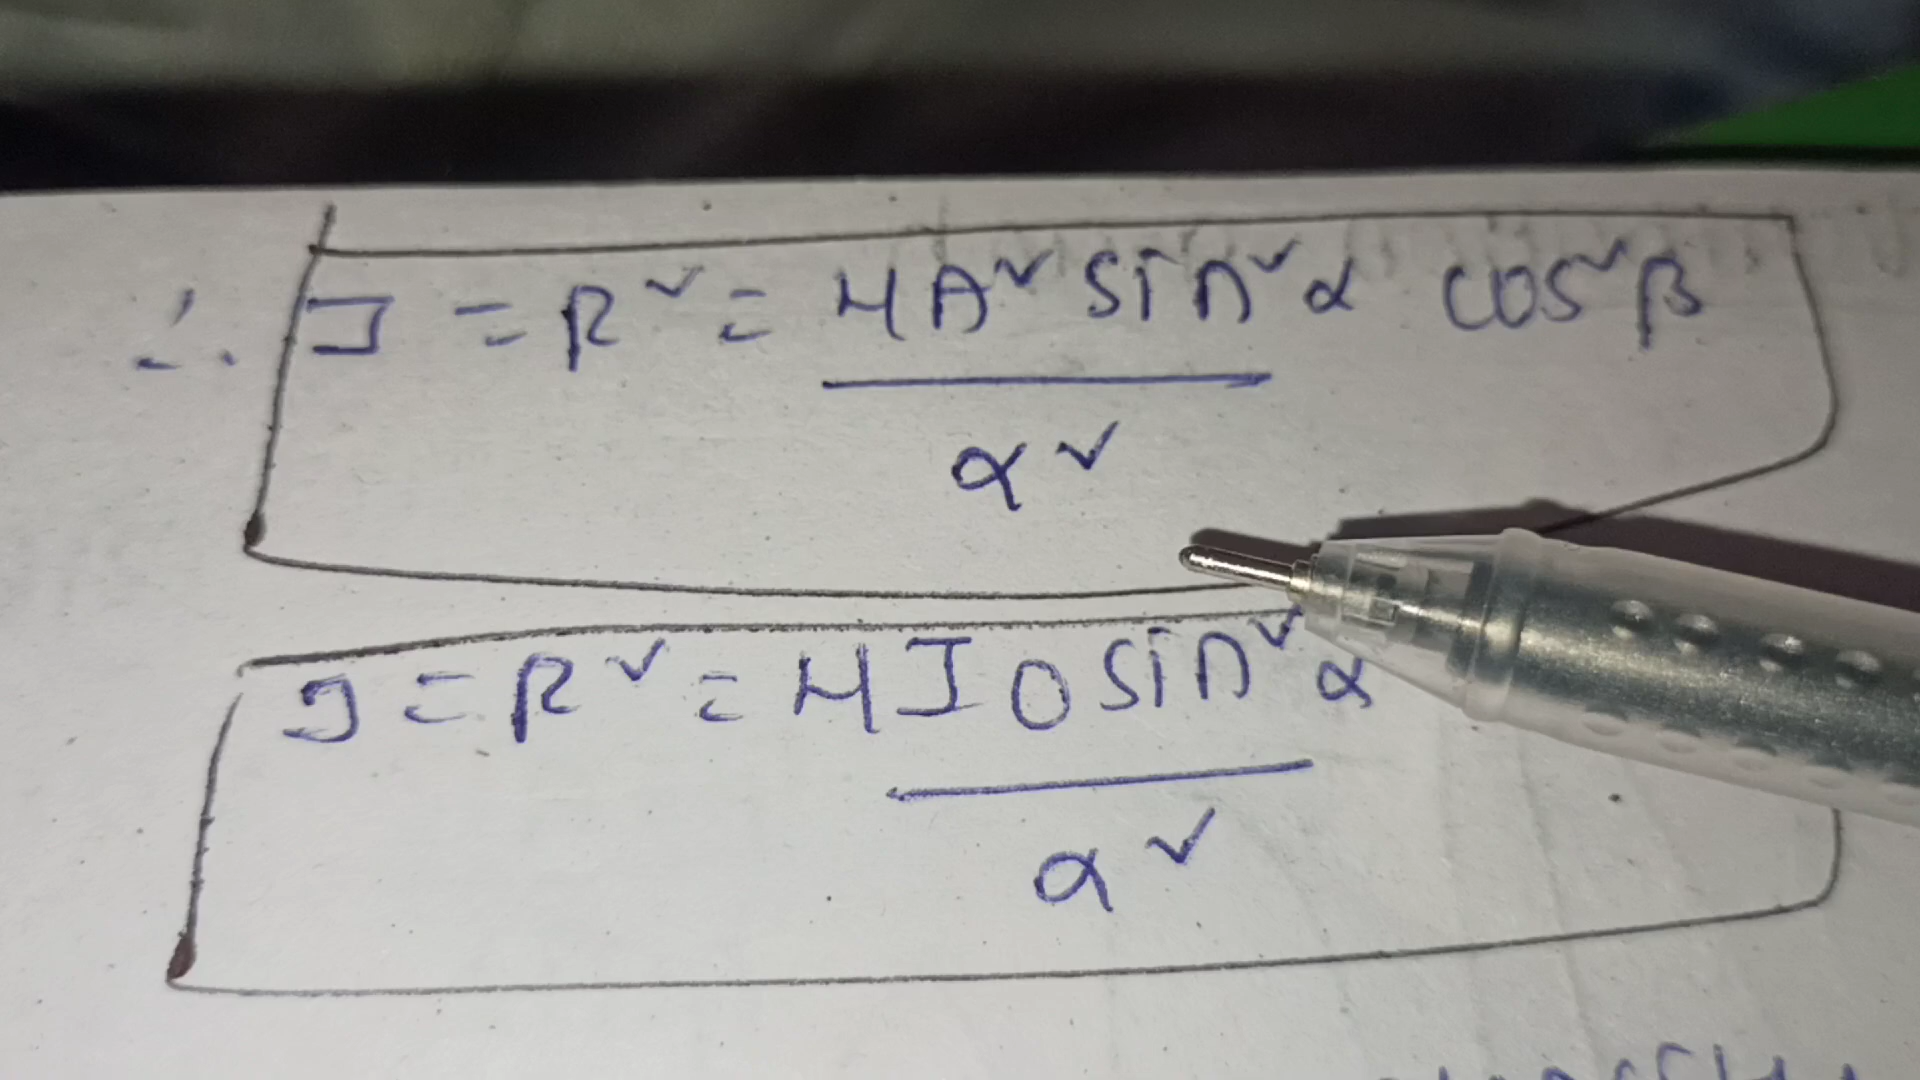 ∴ I = R² = 4A² sin²α cos²β
α²
I = R² = 4I0 sin²α
α²